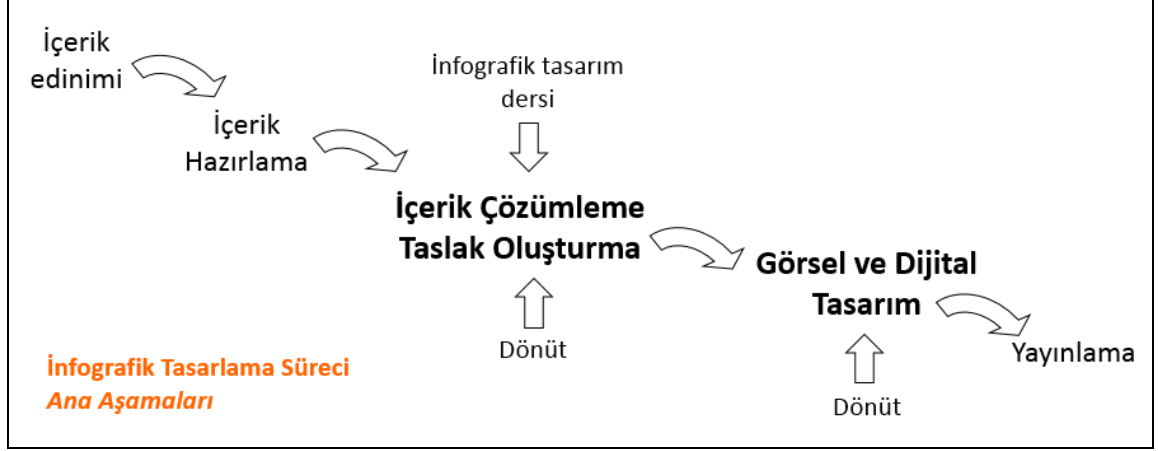 İçerik
edinimi
İçerik
Hazırlama
İnfografik tasarım
dersi
İçerik Çözümleme
Taslak Oluşturma
Dönüt
Görsel ve Dijital
Tasarım
Dönüt
Yayınlama
İnfografik Tasarlama Süreci
Ana Aşamaları